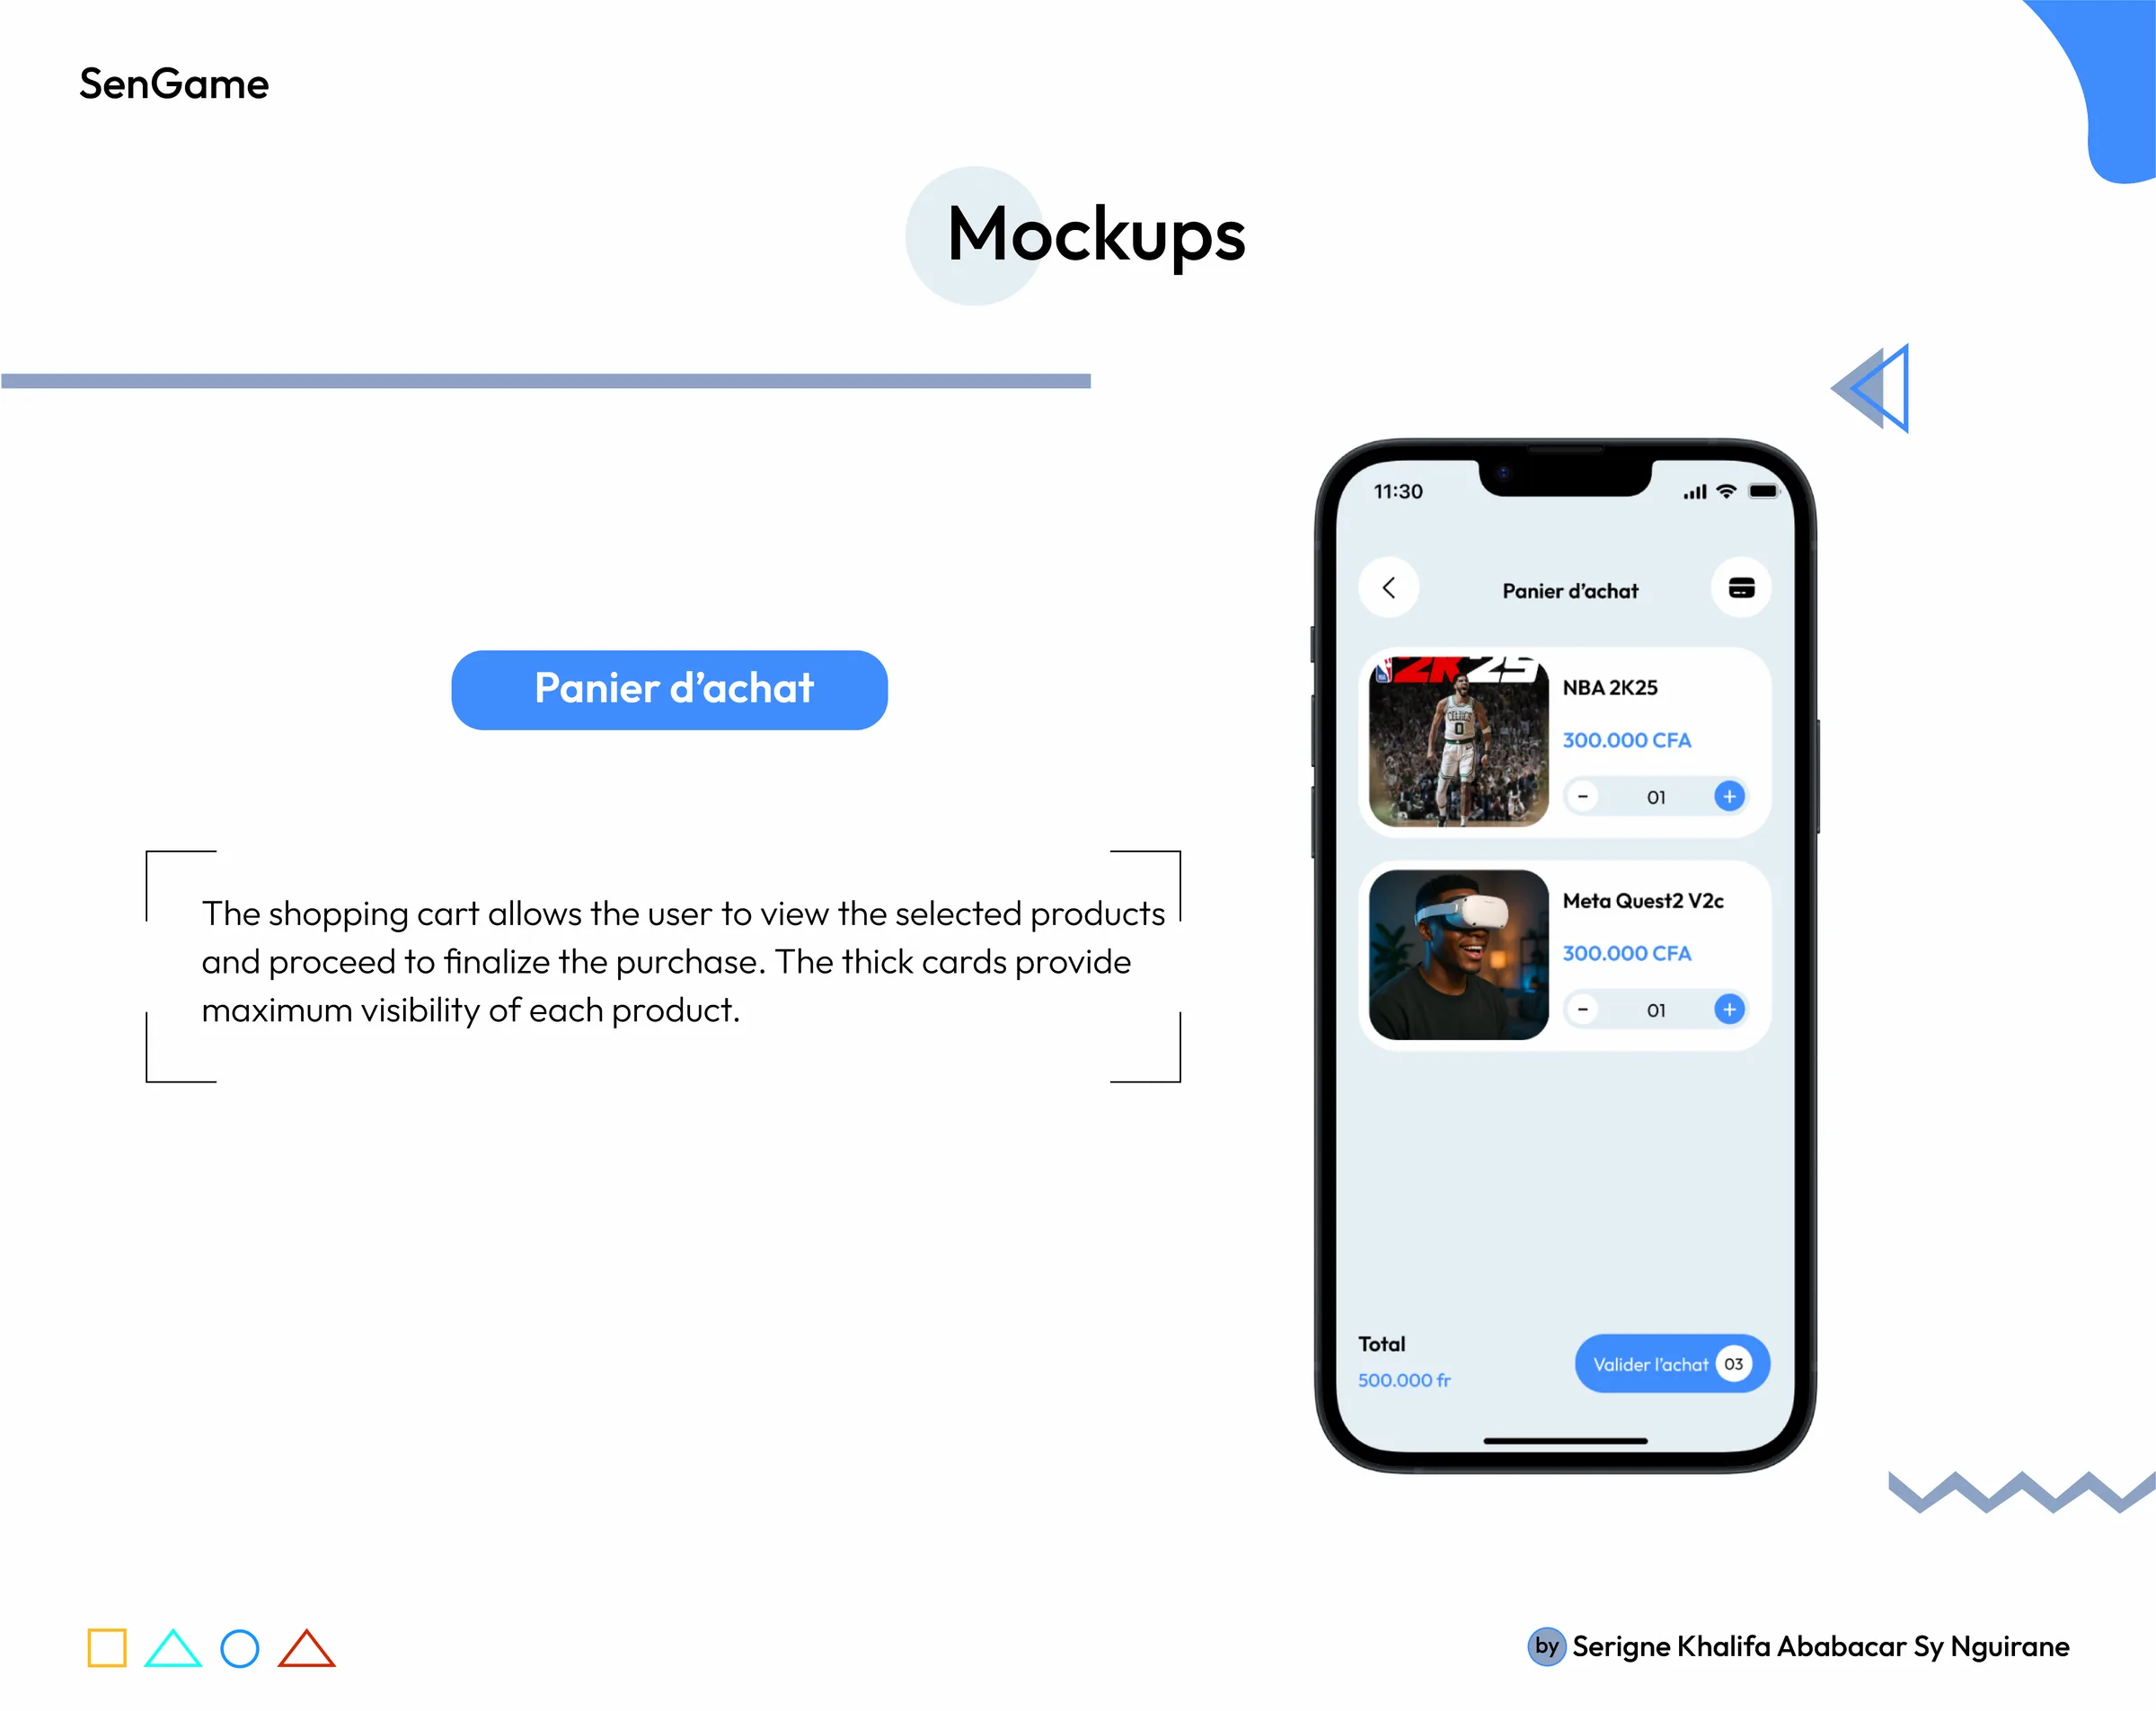 SenGame
Mockups
Panier d’achat
The shopping cart allows the user to view the selected products
and proceed to finalize the purchase. The thick cards provide
maximum visibility of each product.
11:30
Panier d’achat
2K25
CELTICS
0
NBA 2K25
300.000 CFA
- 01 +
Meta Quest2 V2c
300.000 CFA
- 01 +
Total
500.000 fr
Valider l’achat 03
by Serigne Khalifa Ababacar Sy Nguirane